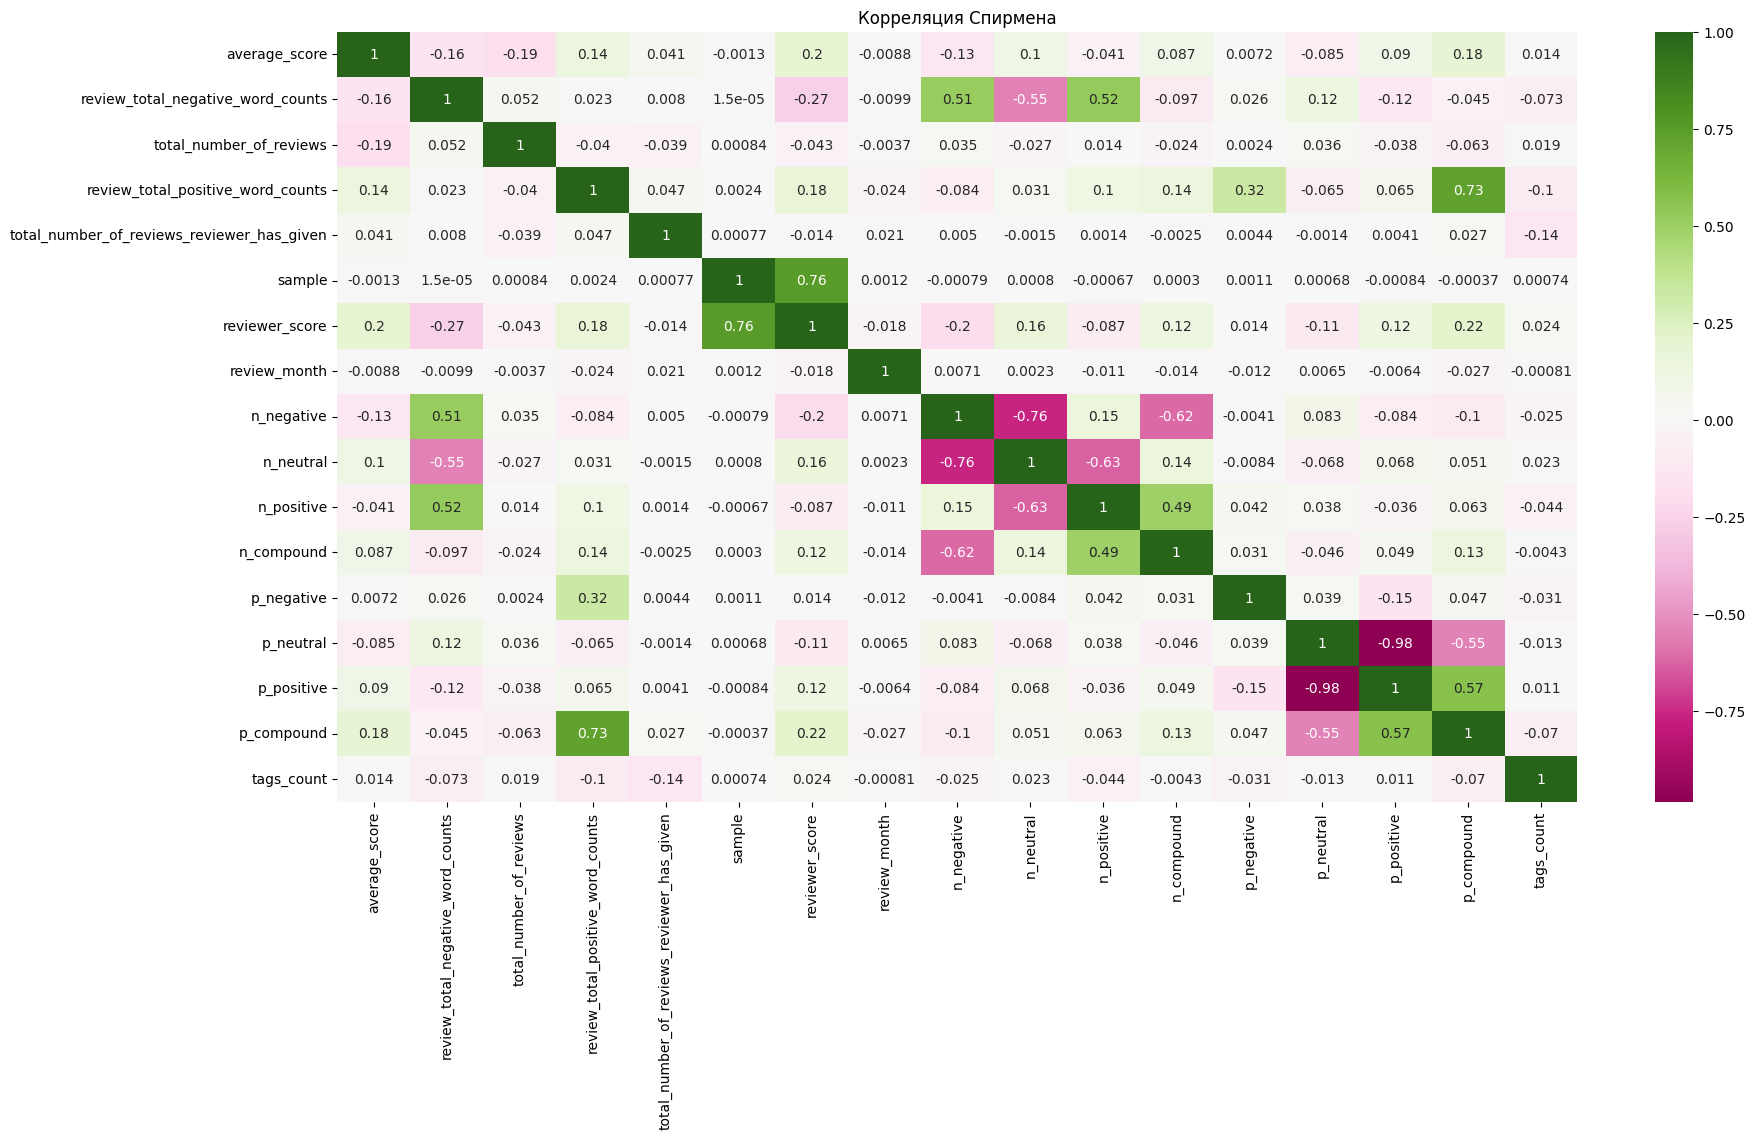 Корреляция Спирмена
average_score 1 -0.16 -0.19 0.14 0.041 -0.0013 0.2 -0.0088 -0.13 0.1 -0.041 0.087 0.0072 -0.085 0.09 0.18 0.014
review_total_negative_word_counts -0.16 1 0.052 0.023 0.008 1.5e-05 -0.27 -0.0099 0.51 -0.55 0.52 -0.097 0.026 0.12 -0.12 -0.045 -0.073
total_number_of_reviews -0.19 0.052 1 -0.04 -0.039 0.00084 -0.043 -0.0037 0.035 -0.027 0.014 -0.024 0.0024 0.036 -0.038 -0.063 0.019
review_total_positive_word_counts 0.14 0.023 -0.04 1 0.047 0.0024 0.18 -0.024 -0.084 0.031 0.1 0.14 0.32 -0.065 0.065 0.73 -0.1
total_number_of_reviews_reviewer_has_given 0.041 0.008 -0.039 0.047 1 0.00077 -0.014 0.021 0.005 -0.0015 0.0014 -0.0025 0.0044 -0.0014 0.0041 0.027 -0.14
sample -0.0013 1.5e-05 0.00084 0.0024 0.00077 1 0.76 0.0012 -0.00079 0.0008 -0.00067 0.0003 0.0011 0.00068 -0.00084 -0.00037 0.00074
reviewer_score 0.2 -0.27 -0.043 0.18 -0.014 0.76 1 -0.018 -0.2 0.16 -0.087 0.12 0.014 -0.11 0.12 0.22 0.024
review_month -0.0088 -0.0099 -0.0037 -0.024 0.021 0.0012 -0.018 1 0.0071 0.0023 -0.011 -0.014 -0.012 0.0065 -0.0064 -0.027 -0.00081
n_negative -0.13 0.51 0.035 -0.084 0.005 -0.00079 -0.2 0.0071 1 -0.76 0.15 -0.62 -0.0041 0.083 -0.084 -0.1 -0.025
n_neutral 0.1 -0.55 -0.027 0.031 -0.0015 0.0008 0.16 0.0023 -0.76 1 -0.63 0.14 -0.0084 -0.068 0.068 0.051 0.023
n_positive -0.041 0.52 0.014 0.1 0.0014 -0.00067 -0.087 -0.011 0.15 -0.63 1 0.49 0.042 0.038 -0.036 0.063 -0.044
n_compound 0.087 -0.097 -0.024 0.14 -0.0025 0.0003 0.12 -0.014 -0.62 0.14 0.49 1 0.031 -0.046 0.049 0.13 -0.0043
p_negative 0.0072 0.026 0.0024 0.32 0.0044 0.0011 0.014 -0.012 -0.0041 -0.0084 0.042 0.031 1 0.039 -0.15 0.047 -0.031
p_neutral -0.085 0.12 0.036 -0.065 -0.0014 0.00068 -0.11 0.0065 0.083 -0.068 0.038 -0.046 0.039 1 -0.98 -0.55 -0.013
p_positive 0.09 -0.12 -0.038 0.065 0.0041 -0.00084 0.12 -0.0064 -0.084 0.068 -0.036 0.049 -0.15 -0.98 1 0.57 0.011
p_compound 0.18 -0.045 -0.063 0.73 0.027 -0.00037 0.22 -0.027 -0.1 0.051 0.063 0.13 0.047 -0.55 0.57 1 -0.07
tags_count 0.014 -0.073 0.019 -0.1 -0.14 0.00074 0.024 -0.00081 -0.025 0.023 -0.044 -0.0043 -0.031 -0.013 0.011 -0.07 1
average_score
review_total_negative_word_counts
total_number_of_reviews
review_total_positive_word_counts
total_number_of_reviews_reviewer_has_given
sample
reviewer_score
review_month
n_negative
n_neutral
n_positive
n_compound
p_negative
p_neutral
p_positive
p_compound
tags_count
1.00
0.75
0.50
0.25
0.00
-0.25
-0.50
-0.75